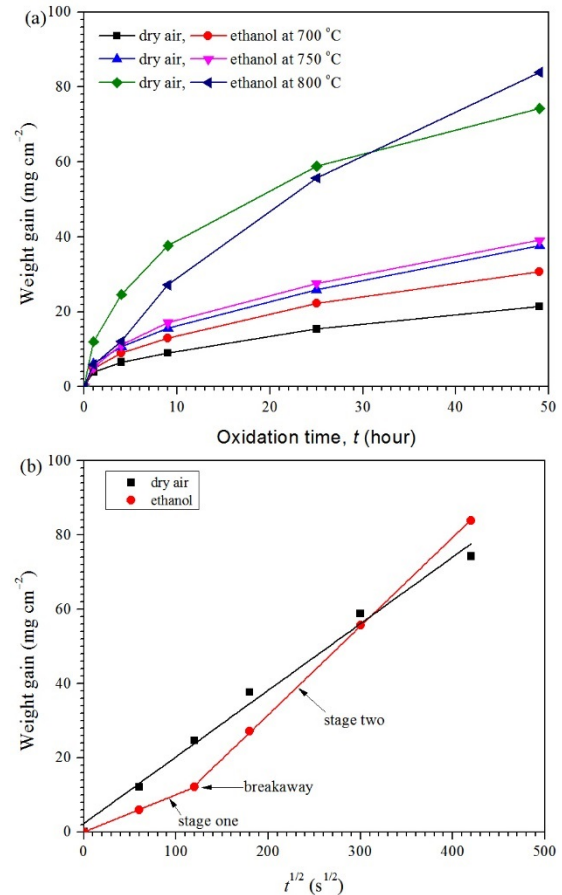 (a)
100
80
60
40
20
0
Weight gain (mg cm⁻²)
dry air, ethanol at 700 °C
dry air, ethanol at 750 °C
dry air, ethanol at 800 °C
0 10 20 30 40 50
Oxidation time, t (hour)
(b)
100
80
60
40
20
0
Weight gain (mg cm⁻²)
dry air
ethanol
stage two
breakaway
stage one
0 100 200 300 400 500
t^1/2 (s^1/2)